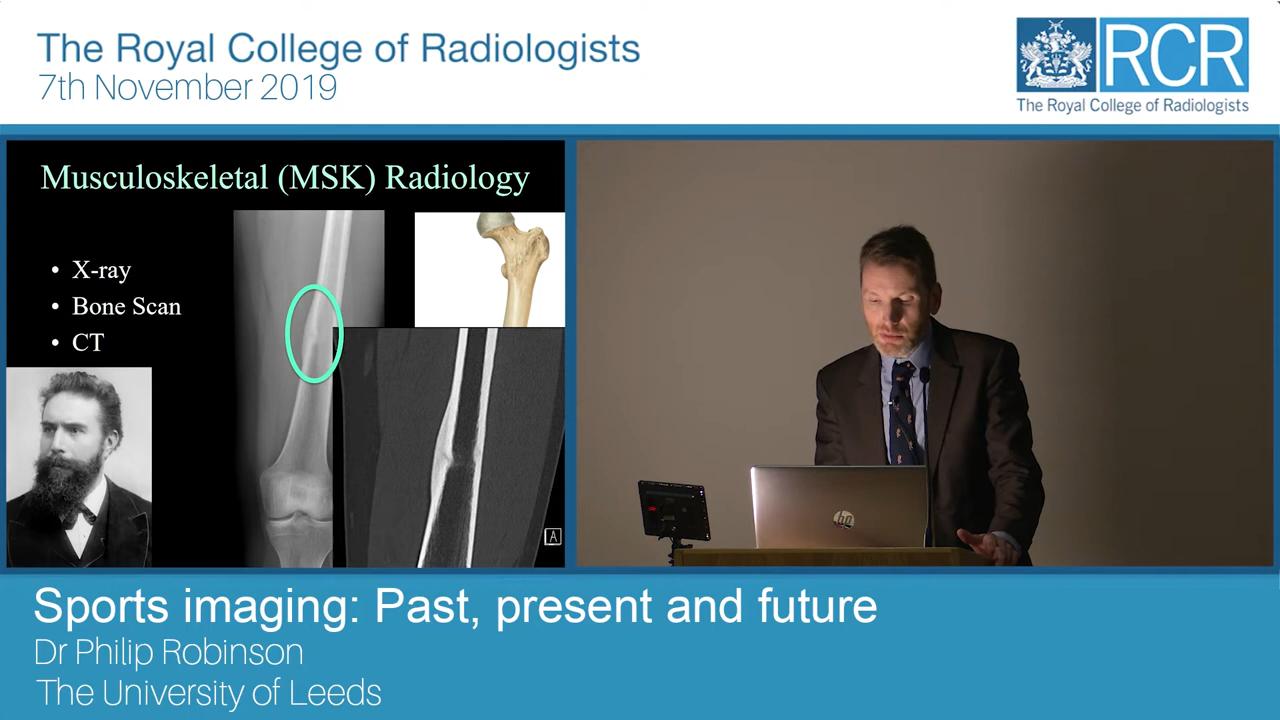 The Royal College of Radiologists
7th November 2019
RCR
The Royal College of Radiologists
Musculoskeletal (MSK) Radiology
• X-ray
• Bone Scan
• CT
A
hp
Sports imaging: Past, present and future
Dr Philip Robinson
The University of Leeds